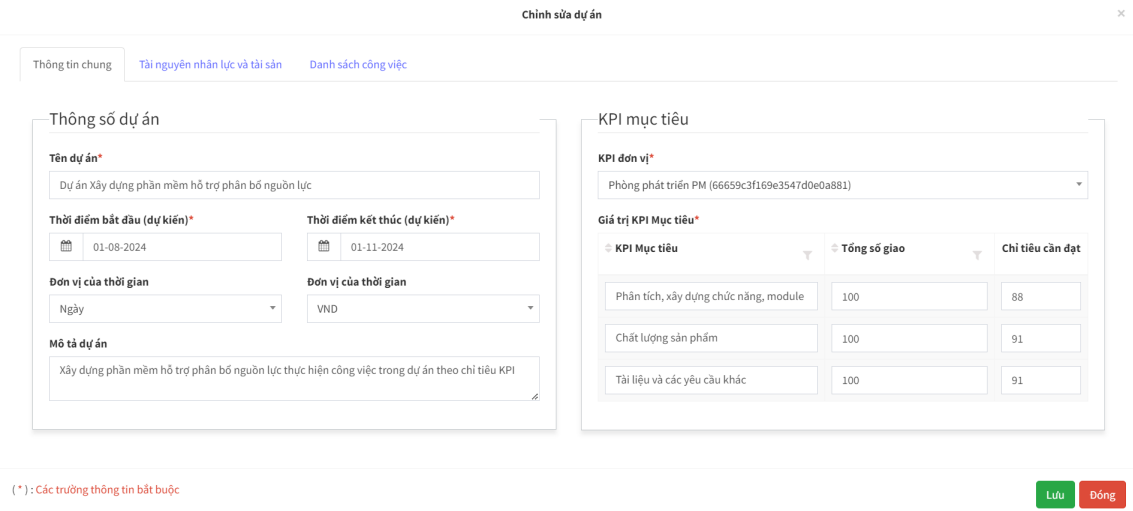 Chỉnh sửa dự án
×
Thông tin chung
Tài nguyên nhân lực và tài sản
Danh sách công việc
Thông số dự án
Tên dự án*
Dự án Xây dựng phần mềm hỗ trợ phân bổ nguồn lực
Thời điểm bắt đầu (dự kiến)*
Thời điểm kết thúc (dự kiến)*
01-08-2024
01-11-2024
Đơn vị của thời gian
Đơn vị của thời gian
Ngày
VND
Mô tả dự án
Xây dựng phần mềm hỗ trợ phân bổ nguồn lực thực hiện công việc trong dự án theo chỉ tiêu KPI
KPI mục tiêu
KPI đơn vị*
Phòng phát triển PM (66659c3f169e3547d0e0a881)
Giá trị KPI Mục tiêu*
KPI Mục tiêu
Tổng số giao
Chỉ tiêu cần đạt
Phân tích, xây dựng chức năng, module
100
88
Chất lượng sản phẩm
100
91
Tài liệu và các yêu cầu khác
100
91
( * ) : Các trường thông tin bắt buộc
Lưu
Đóng